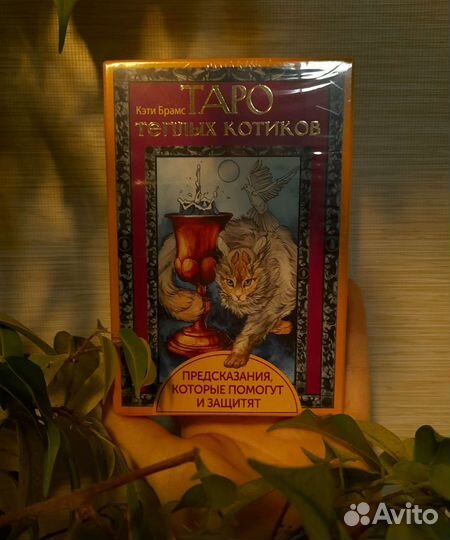 Кэти Брамс
ТАРО
теплых котиков
ПРЕДСКАЗАНИЯ,
КОТОРЫЕ ПОМОГУТ
И ЗАЩИТЯТ
Avito